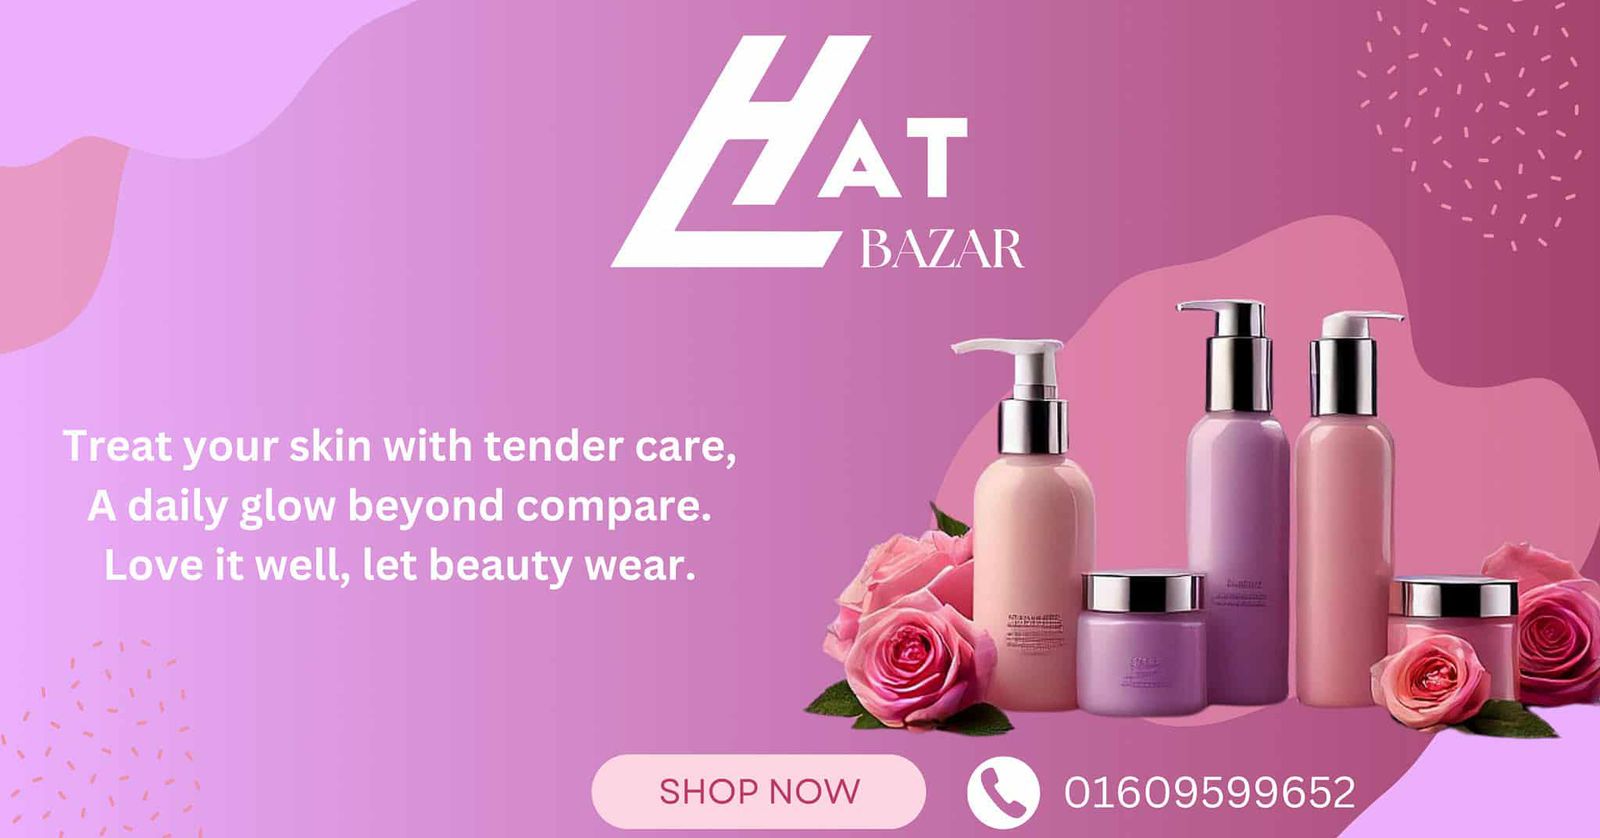 HAT
BAZAR
Treat your skin with tender care,
A daily glow beyond compare.
Love it well, let beauty wear.
SHOP NOW
01609599652